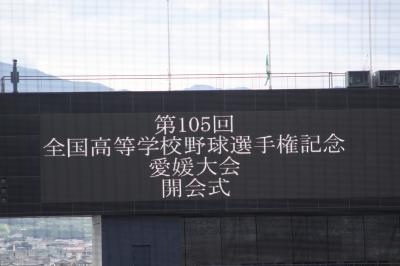 第105回
全国高等学校野球選手権記念
愛媛大会
開会式